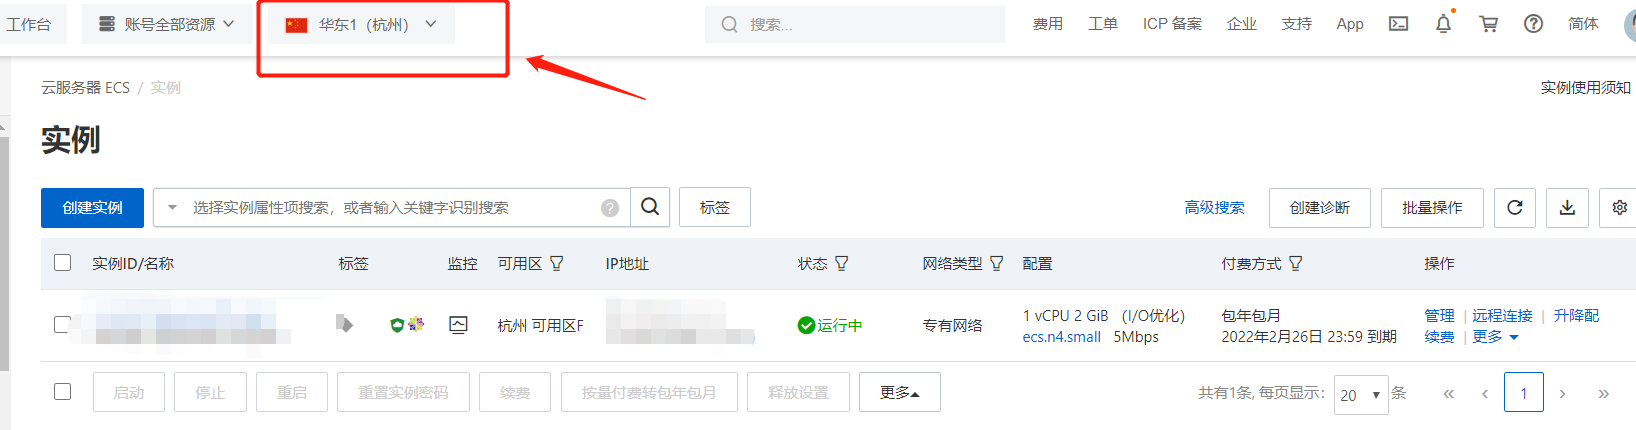 工作台 账号全部资源 华东1（杭州） 搜索... 费用 工单 ICP 备案 企业 支持 App 简体
云服务器 ECS / 实例 实例使用须知
实例
创建实例 选择实例属性项搜索，或者输入关键字识别搜索 ? 标签 高级搜索 创建诊断 批量操作
实例ID/名称 标签 监控 可用区 IP地址 状态 网络类型 配置 付费方式 操作
杭州 可用区F 运行中 专有网络 1 vCPU 2 GiB （I/O优化） 包年包月 管理 | 远程连接 | 升降配
ecs.n4.small 5Mbps 2022年2月26日 23:59 到期 续费 | 更多
启动 停止 重启 重置实例密码 续费 按量付费转包年包月 释放设置 更多 共有1条, 每页显示: 20 条 « ‹ 1 › »